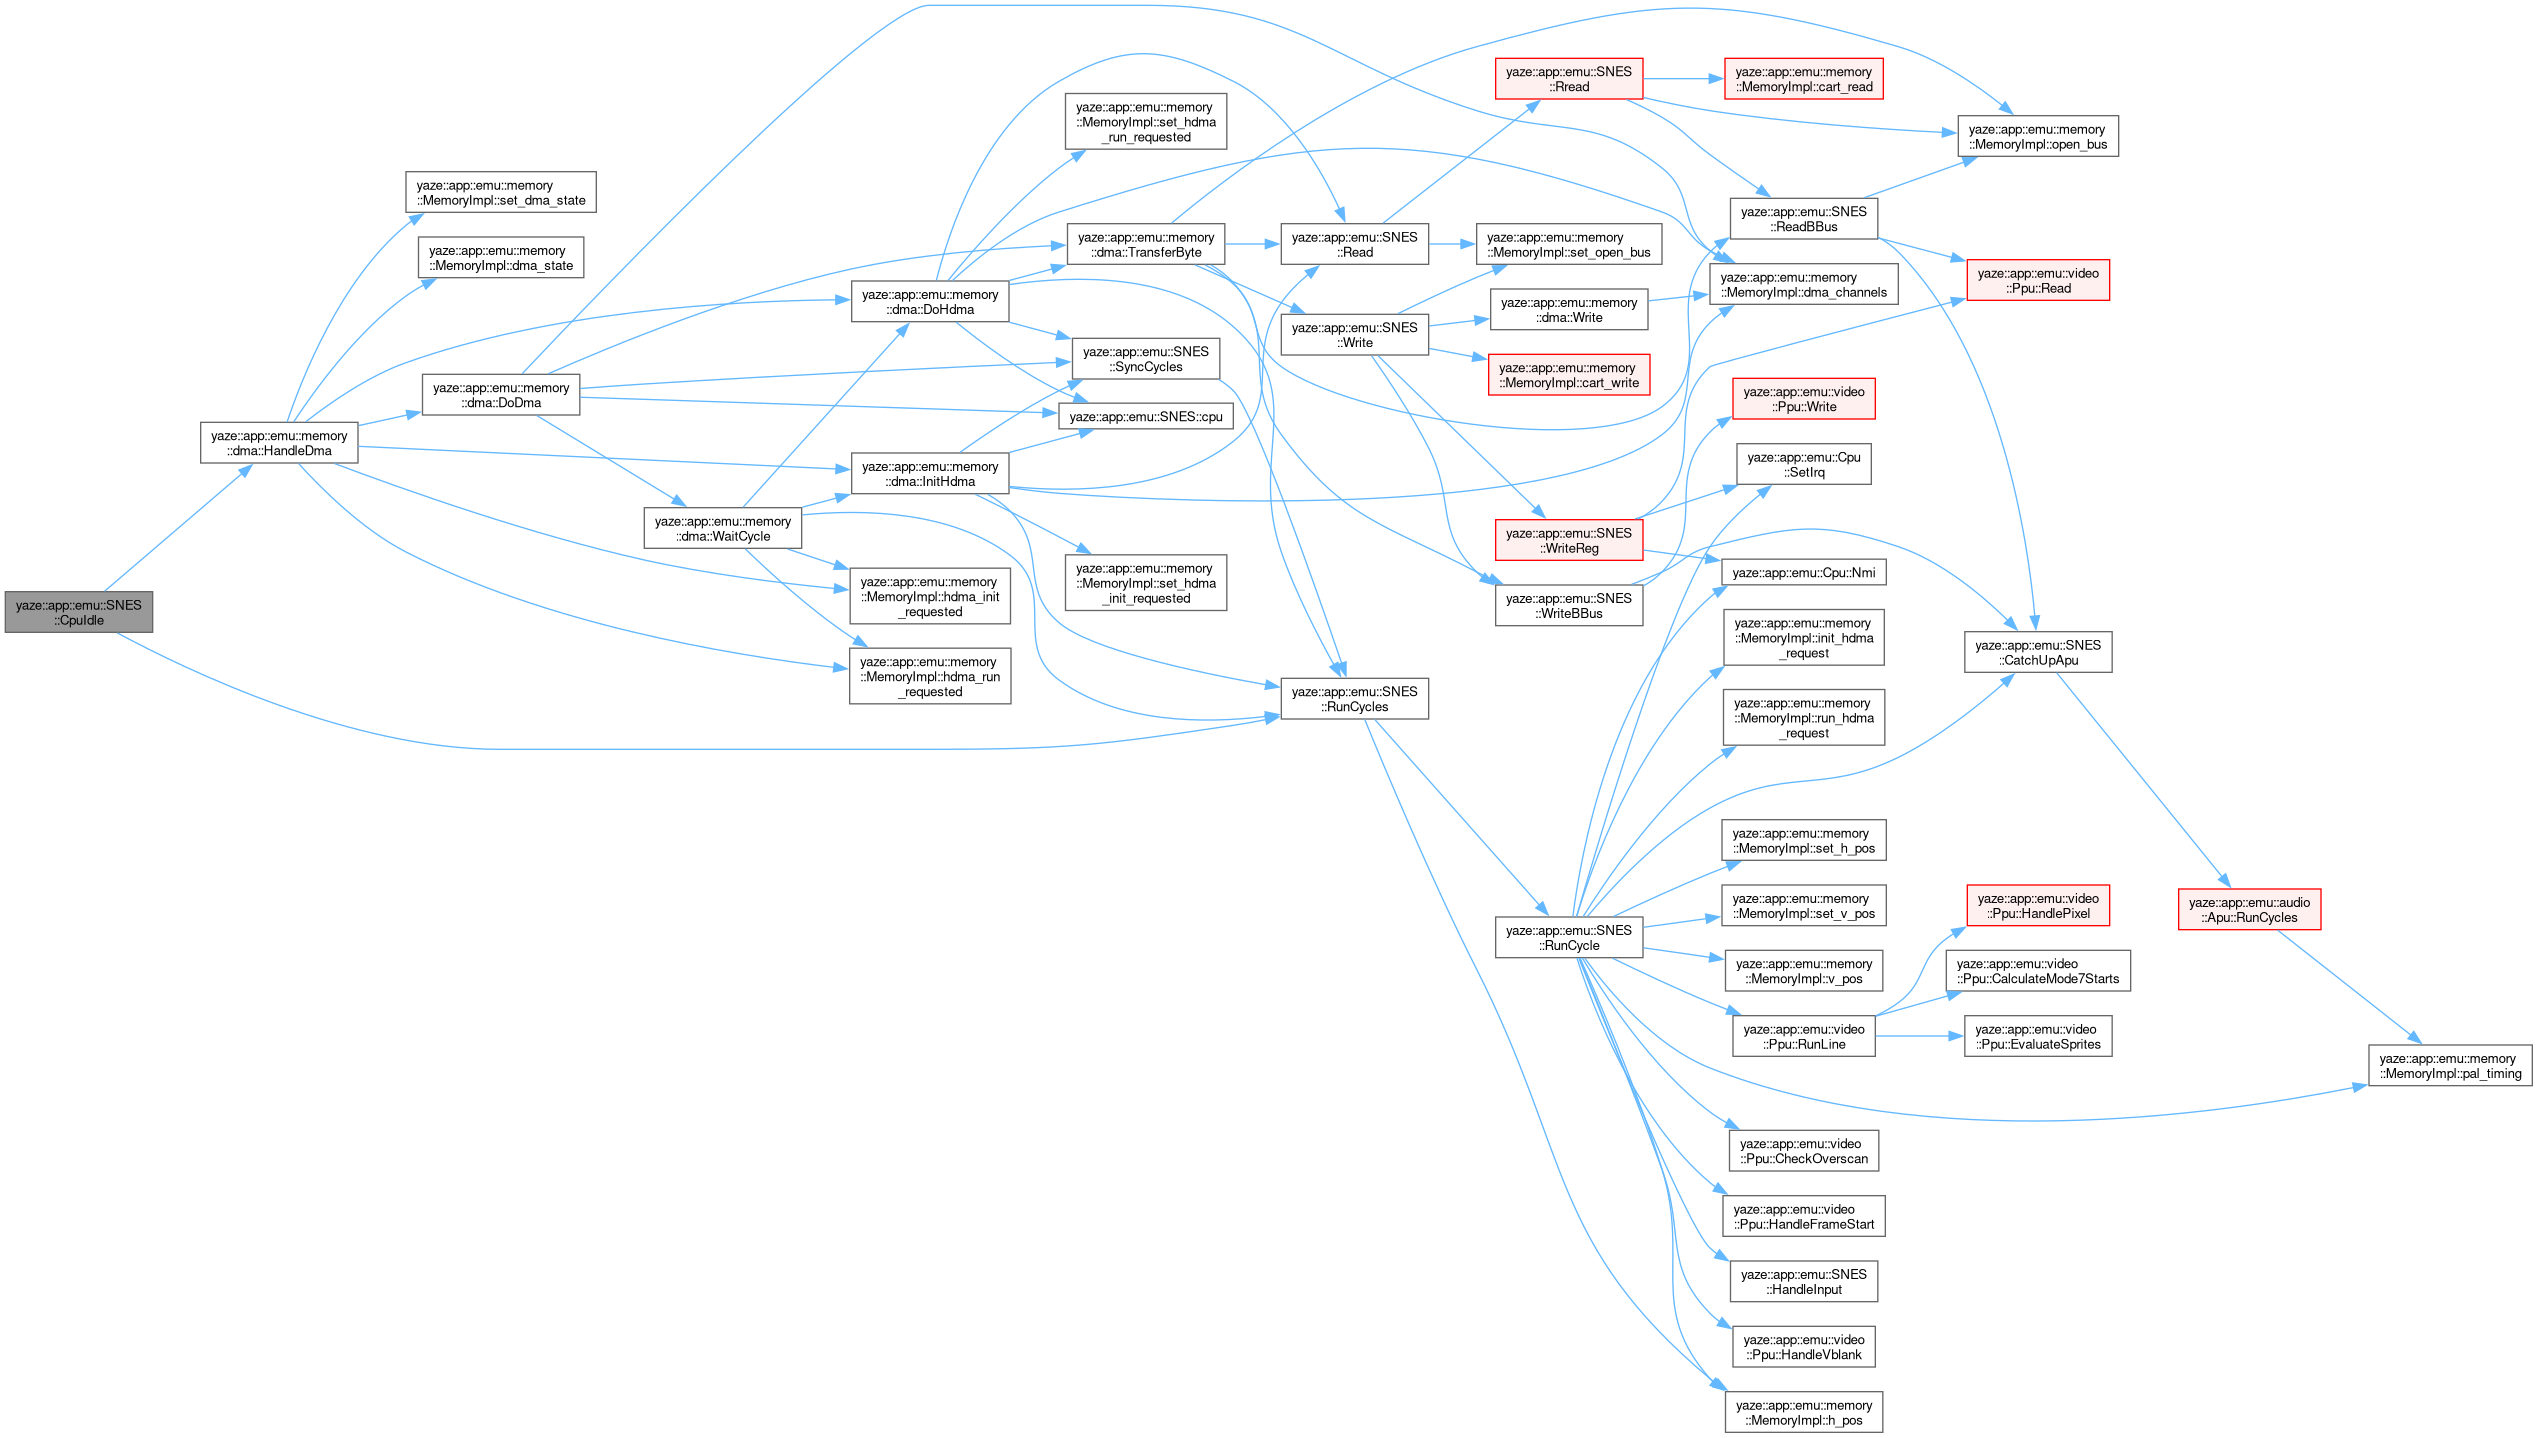 yaze::app::emu::SNES
::CpuIdle
yaze::app::emu::memory
::dma::HandleDma
yaze::app::emu::memory
::MemoryImpl::set_dma_state
yaze::app::emu::memory
::MemoryImpl::dma_state
yaze::app::emu::memory
::dma::DoDma
yaze::app::emu::memory
::dma::WaitCycle
yaze::app::emu::memory
::dma::DoHdma
yaze::app::emu::memory
::dma::InitHdma
yaze::app::emu::memory
::MemoryImpl::hdma_init
_requested
yaze::app::emu::memory
::MemoryImpl::hdma_run
_requested
yaze::app::emu::memory
::MemoryImpl::set_hdma
_run_requested
yaze::app::emu::memory
::dma::TransferByte
yaze::app::emu::SNES
::SyncCycles
yaze::app::emu::SNES::cpu
yaze::app::emu::memory
::MemoryImpl::set_hdma
_init_requested
yaze::app::emu::SNES
::Read
yaze::app::emu::SNES
::Write
yaze::app::emu::SNES
::RunCycles
yaze::app::emu::SNES
::Rread
yaze::app::emu::memory
::MemoryImpl::set_open_bus
yaze::app::emu::memory
::dma::Write
yaze::app::emu::memory
::MemoryImpl::cart_write
yaze::app::emu::SNES
::WriteReg
yaze::app::emu::SNES
::WriteBBus
yaze::app::emu::SNES
::RunCycle
yaze::app::emu::memory
::MemoryImpl::cart_read
yaze::app::emu::SNES
::ReadBBus
yaze::app::emu::memory
::MemoryImpl::dma_channels
yaze::app::emu::video
::Ppu::Write
yaze::app::emu::Cpu
::SetIrq
yaze::app::emu::Cpu::Nmi
yaze::app::emu::memory
::MemoryImpl::init_hdma
_request
yaze::app::emu::memory
::MemoryImpl::run_hdma
_request
yaze::app::emu::memory
::MemoryImpl::set_h_pos
yaze::app::emu::memory
::MemoryImpl::set_v_pos
yaze::app::emu::memory
::MemoryImpl::v_pos
yaze::app::emu::video
::Ppu::RunLine
yaze::app::emu::video
::Ppu::CheckOverscan
yaze::app::emu::video
::Ppu::HandleFrameStart
yaze::app::emu::SNES
::HandleInput
yaze::app::emu::video
::Ppu::HandleVblank
yaze::app::emu::memory
::MemoryImpl::h_pos
yaze::app::emu::memory
::MemoryImpl::open_bus
yaze::app::emu::video
::Ppu::Read
yaze::app::emu::SNES
::CatchUpApu
yaze::app::emu::video
::Ppu::HandlePixel
yaze::app::emu::video
::Ppu::CalculateMode7Starts
yaze::app::emu::video
::Ppu::EvaluateSprites
yaze::app::emu::audio
::Apu::RunCycles
yaze::app::emu::memory
::MemoryImpl::pal_timing